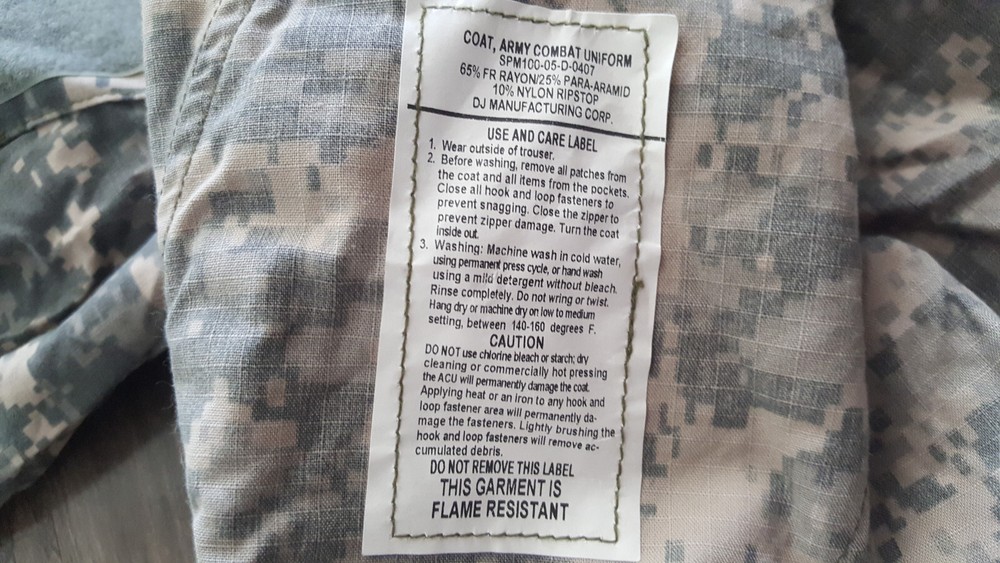 COAT, ARMY COMBAT UNIFORM
SPM100-05-D-0407
65% FR RAYON/25% PARA-ARAMID
10% NYLON RIPSTOP
DJ MANUFACTURING CORP.
USE AND CARE LABEL
1. Wear outside of trouser.
2. Before washing, remove all patches from
the coat and all items from the pockets.
Close all hook and loop fasteners to
prevent snagging. Close the zipper to
prevent zipper damage. Turn the coat
inside out.
3. Washing: Machine wash in cold water,
using permanent press cycle, or hand wash
using a mild detergent without bleach.
Rinse completely. Do not wring or twist.
Hang dry or machine dry on low to medium
setting, between 140-160 degrees F.
CAUTION
DO NOT use chlorine bleach or starch; dry
cleaning or commercially hot pressing
the ACU will permanently damage the coat.
Applying heat or an iron to any hook and
loop fastener area will permanently da-
mage the fasteners. Lightly brushing the
hook and loop fasteners will remove ac-
cumulated debris.
DO NOT REMOVE THIS LABEL
THIS GARMENT IS
FLAME RESISTANT